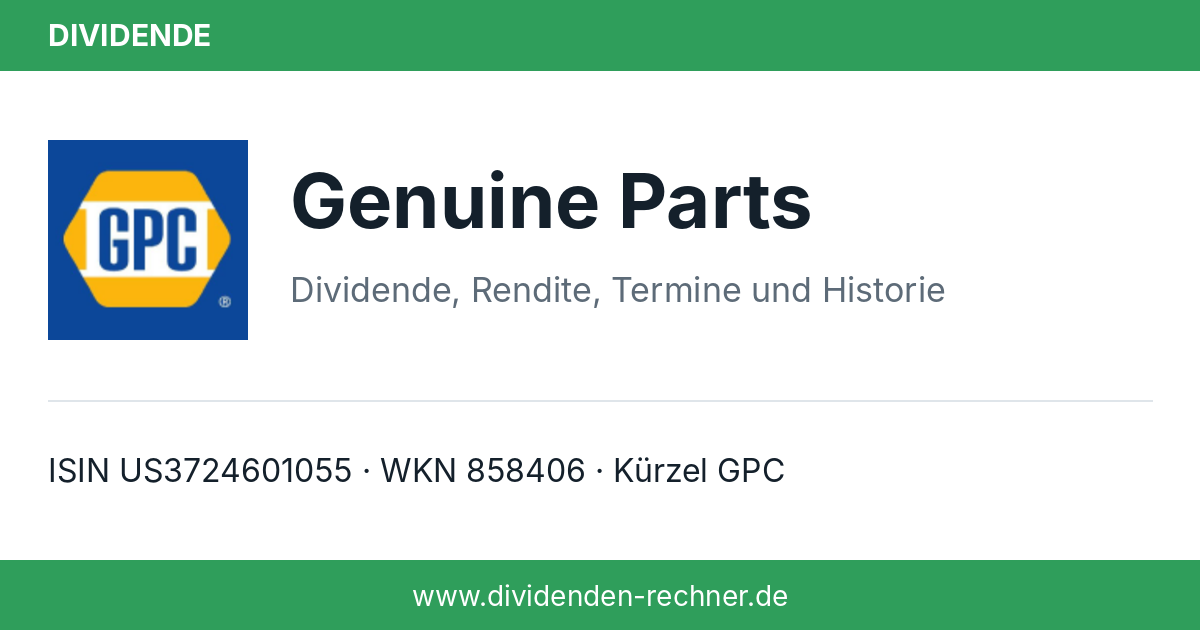 DIVIDENDE
GPC
®
Genuine Parts
Dividende, Rendite, Termine und Historie
ISIN US3724601055 · WKN 858406 · Kürzel GPC
www.dividenden-rechner.de